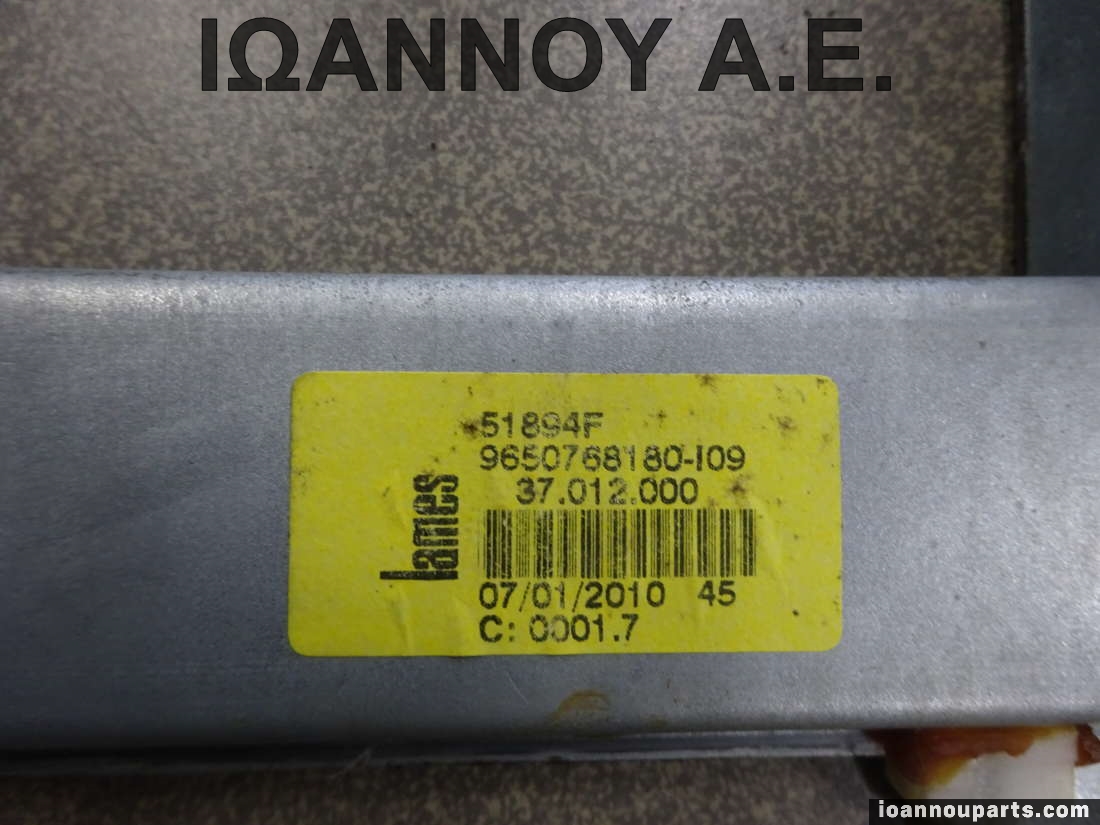 ΙΩΑΝΝΟΥ Α.Ε.
51894F
9650768180-I09
37.012.000
lames
07/01/2010 45
C: 0001.7
ioannouparts.com